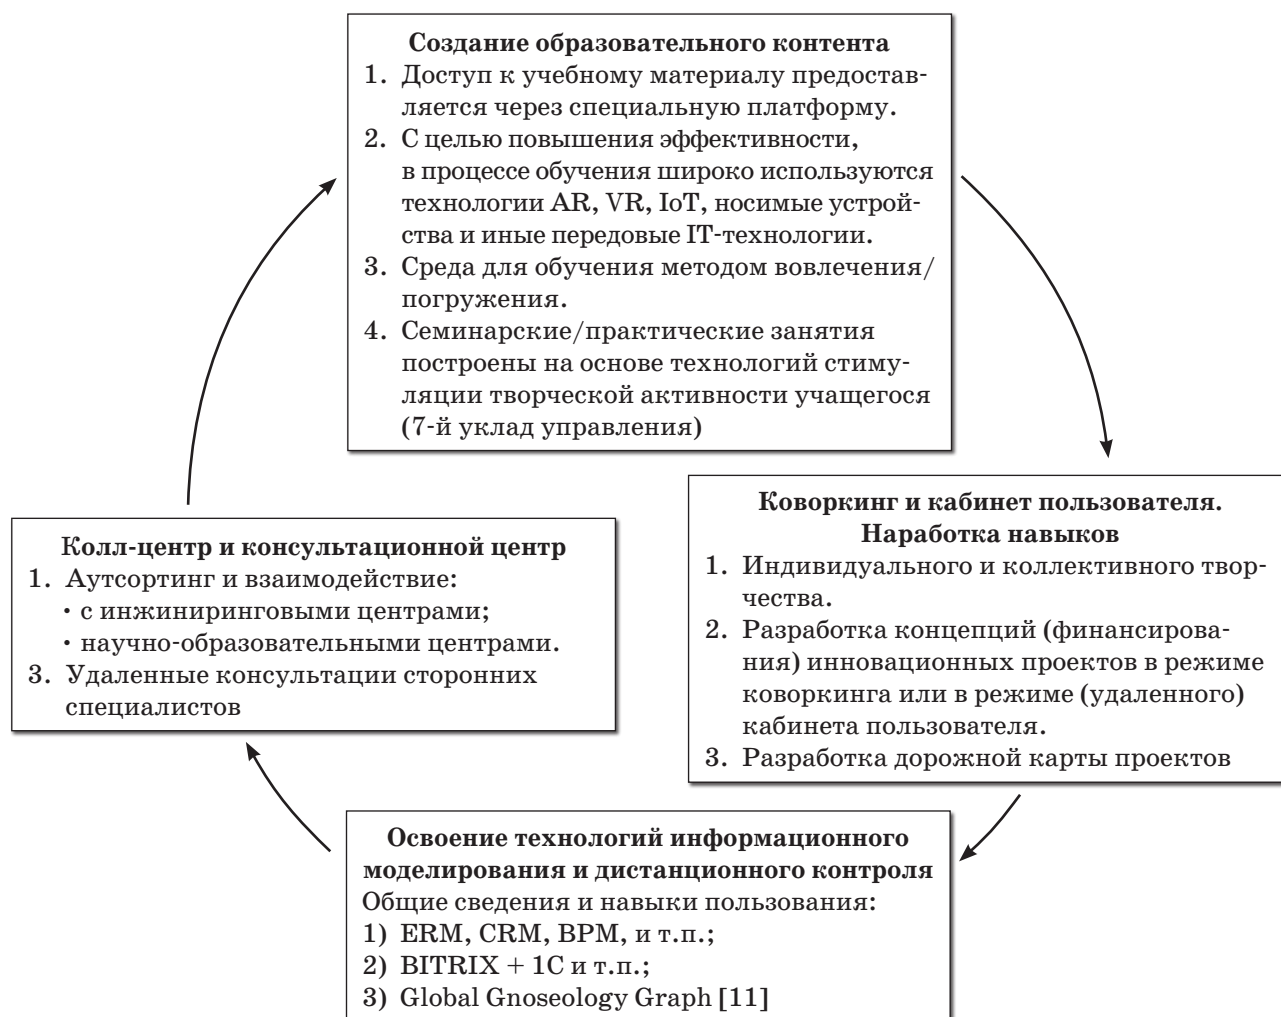 Создание образовательного контента
1. Доступ к учебному материалу предостав-
ляется через специальную платформу.
2. С целью повышения эффективности,
в процессе обучения широко используются
технологии AR, VR, IoT, носимые устрой-
ства и иные передовые IT-технологии.
3. Среда для обучения методом вовлечения/
погружения.
4. Семинарские/практические занятия
построены на основе технологий стиму-
ляции творческой активности учащегося
(7-й уклад управления)
Коворкинг и кабинет пользователя.
Наработка навыков
1. Индивидуального и коллективного твор-
чества.
2. Разработка концепций (финансирова-
ния) инновационных проектов в режиме
коворкинга или в режиме (удаленного)
кабинета пользователя.
3. Разработка дорожной карты проектов
Освоение технологий информационного
моделирования и дистанционного контроля
Общие сведения и навыки пользования:
1) ERM, CRM, BPM, и т.п.;
2) BITRIX + 1C и т.п.;
3) Global Gnoseology Graph [11]
Колл-центр и консультационной центр
1. Аутсортинг и взаимодействие:
• с инжиниринговыми центрами;
• научно-образовательными центрами.
3. Удаленные консультации сторонних
специалистов